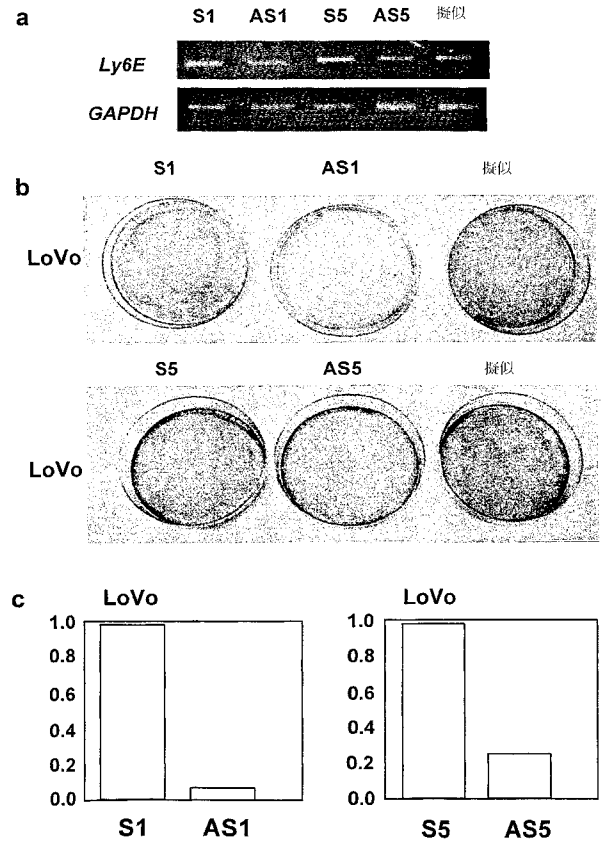 a
S1 AS1 S5 AS5 擬似
Ly6E
GAPDH
b
S1 AS1 擬似
LoVo
S5 AS5 擬似
LoVo
c
LoVo LoVo
1.0 1.0
0.8 0.8
0.6 0.6
0.4 0.4
0.2 0.2
0.0 0.0
S1 AS1 S5 AS5